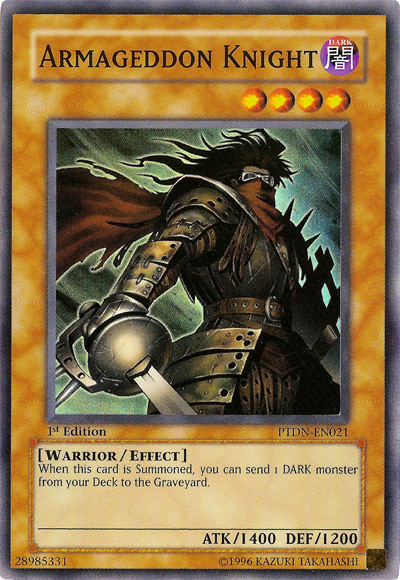 ARMAGEDDON KNIGHT
DARK
闇
1st Edition
PTDN-EN021
[WARRIOR/EFFECT]
When this card is Summoned, you can send 1 DARK monster
from your Deck to the Graveyard.
ATK/1400 DEF/1200
28985331
©1996 KAZUKI TAKAHASHI